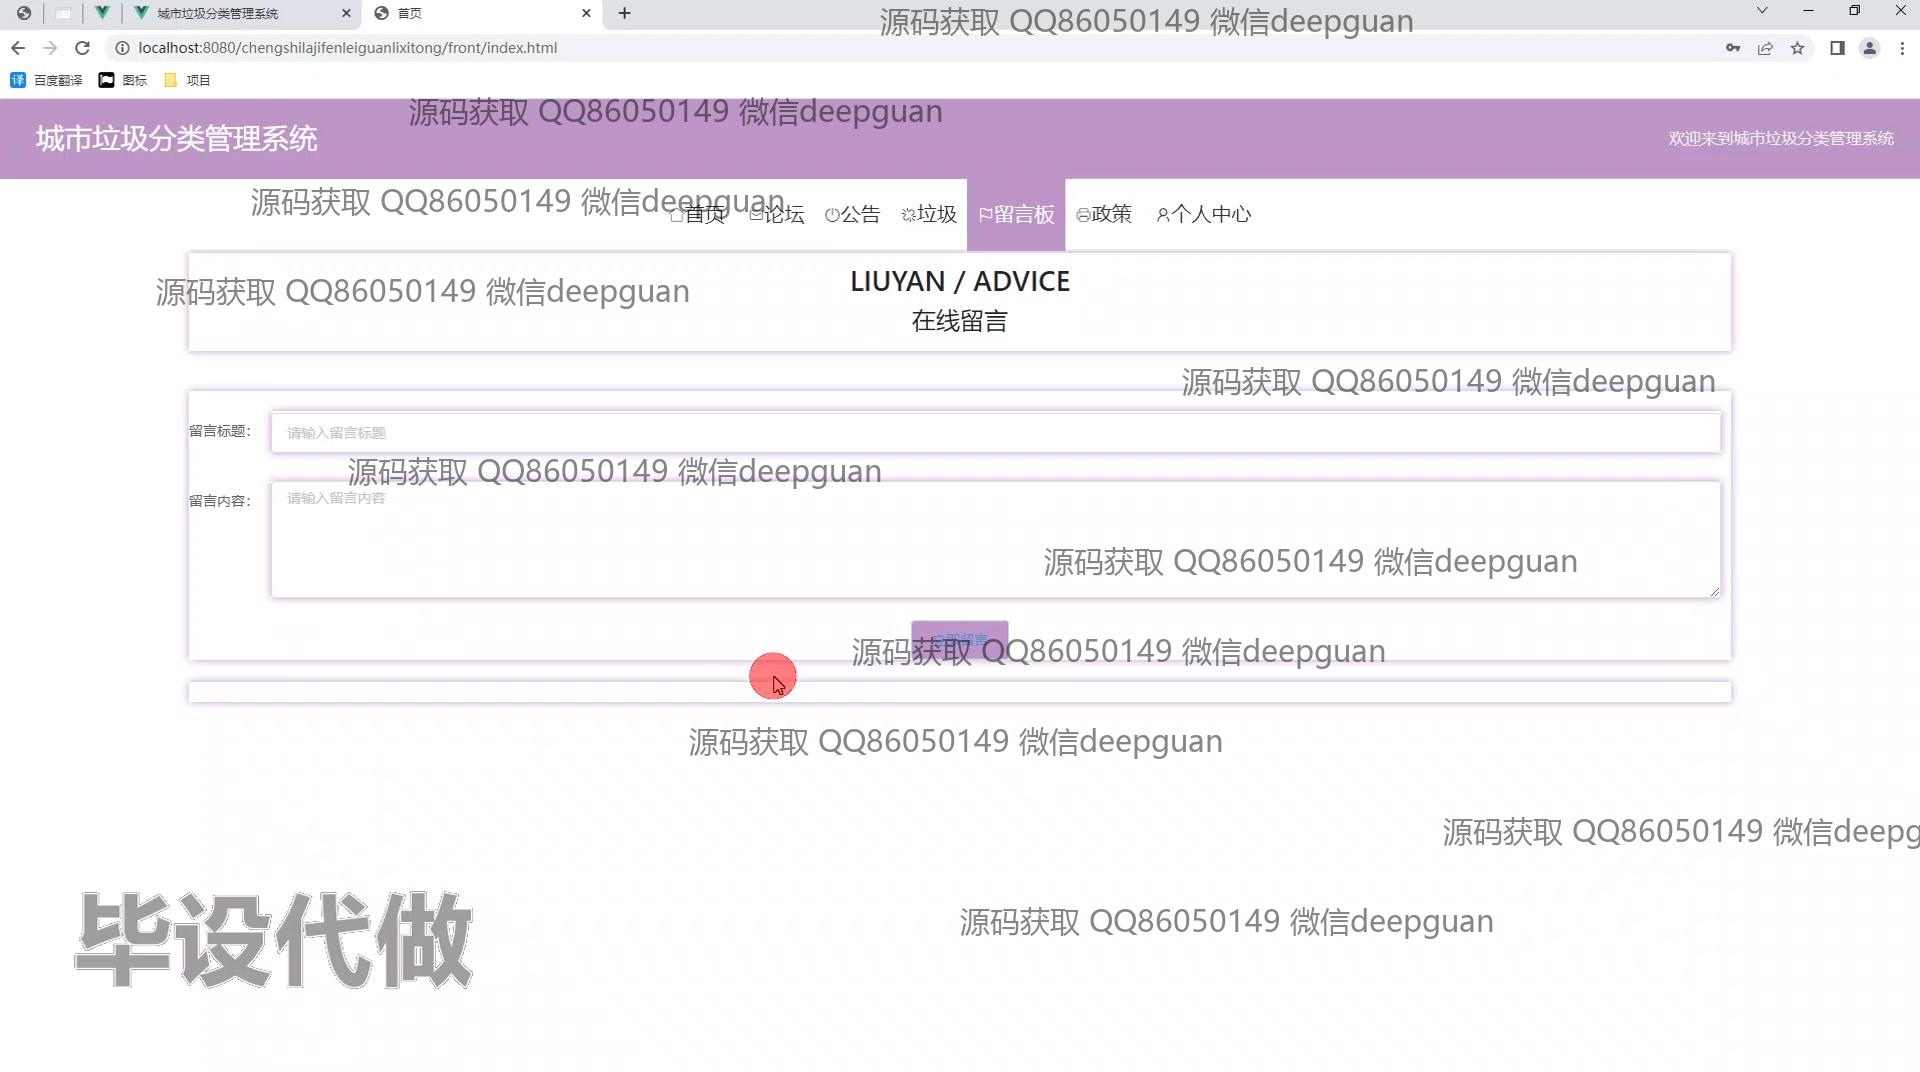 城市垃圾分类管理系统
首页
源码获取 QQ86050149 微信deepguan
localhost:8080/chengshilajifenleiguanlixitong/front/index.html
译 百度翻译
图标
项目
源码获取 QQ86050149 微信deepguan
城市垃圾分类管理系统
欢迎来到城市垃圾分类管理系统
源码获取 QQ86050149 微信deepguan
首页 论坛 公告 垃圾 留言板 政策 个人中心
LIUYAN / ADVICE
源码获取 QQ86050149 微信deepguan
在线留言
源码获取 QQ86050149 微信deepguan
留言标题：
请输入留言标题
源码获取 QQ86050149 微信deepguan
留言内容：
请输入留言内容
源码获取 QQ86050149 微信deepguan
立即留言
源码获取 QQ86050149 微信deepguan
源码获取 QQ86050149 微信deepguan
源码获取 QQ86050149 微信deepg
源码获取 QQ86050149 微信deepguan
毕设代做